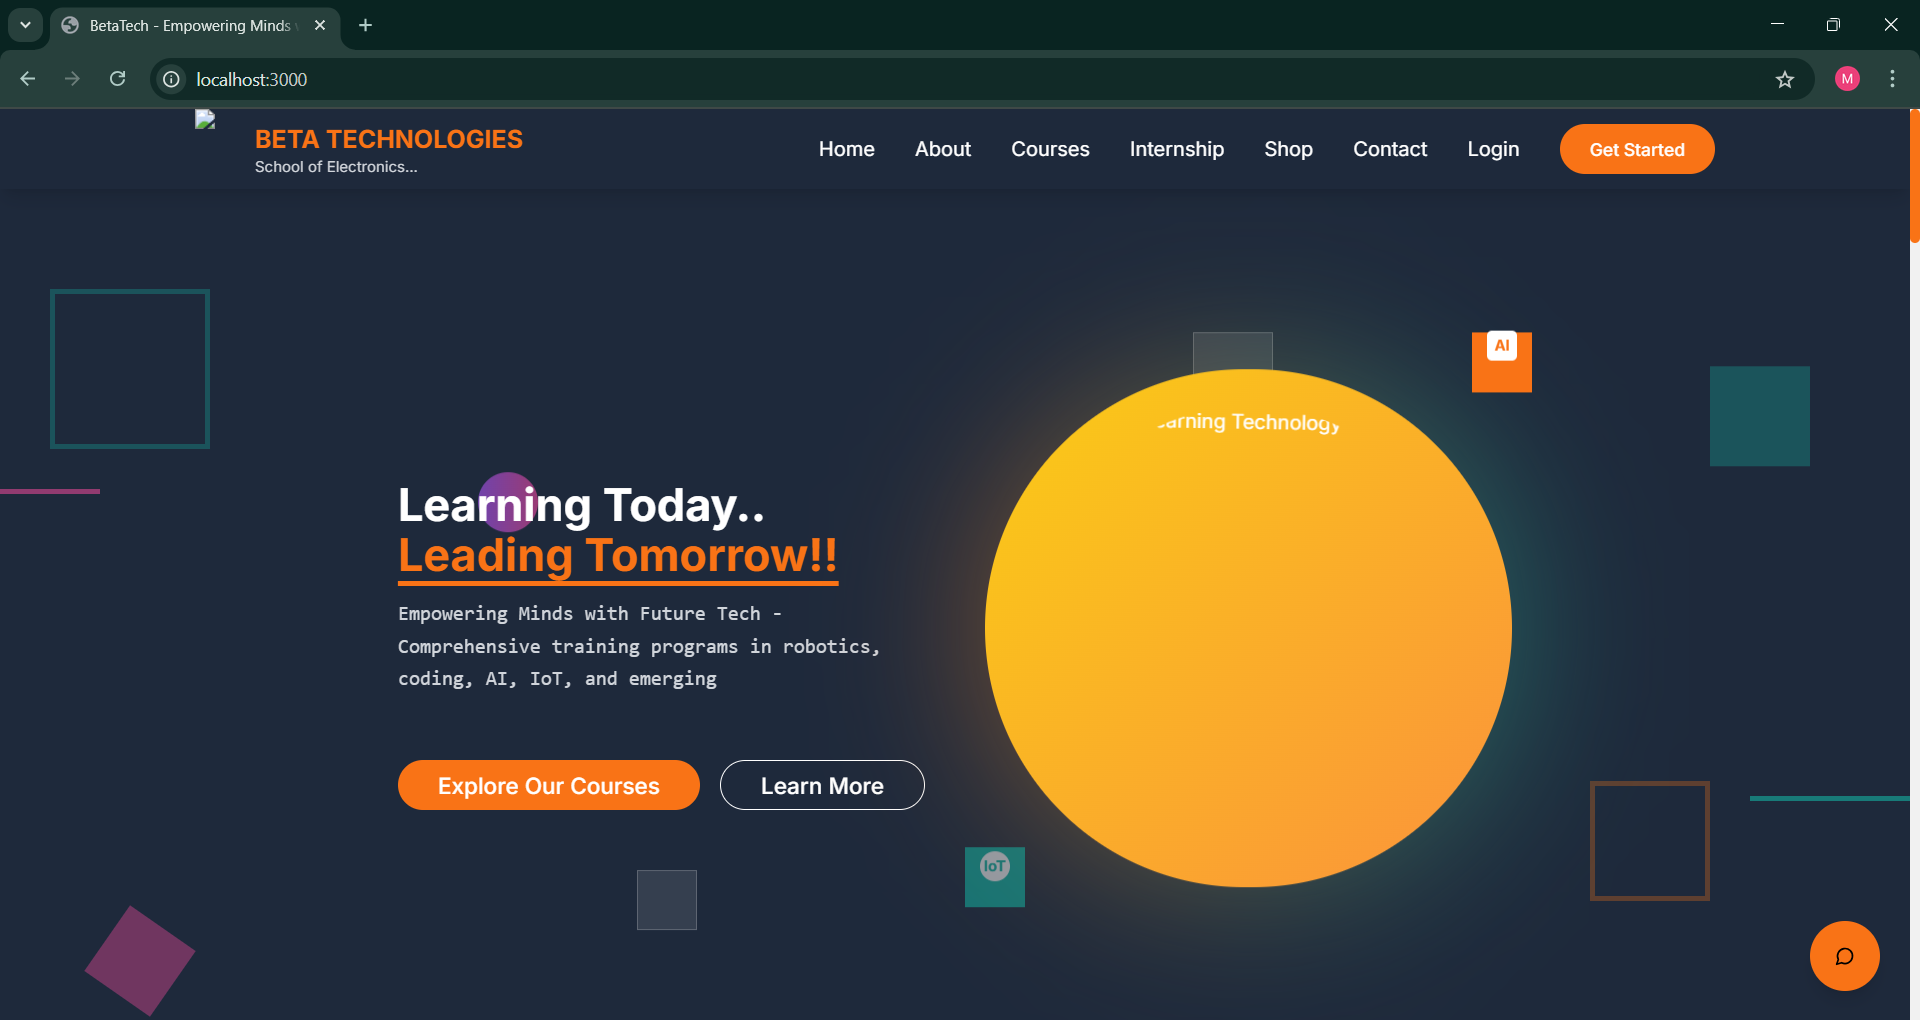 BetaTech - Empowering Minds
localhost:3000
M
BETA TECHNOLOGIES
School of Electronics...
Home About Courses Internship Shop Contact Login Get Started
AI
arning Technology
Learning Today..
Leading Tomorrow!!
Empowering Minds with Future Tech -
Comprehensive training programs in robotics,
coding, AI, IoT, and emerging
Explore Our Courses Learn More
IoT